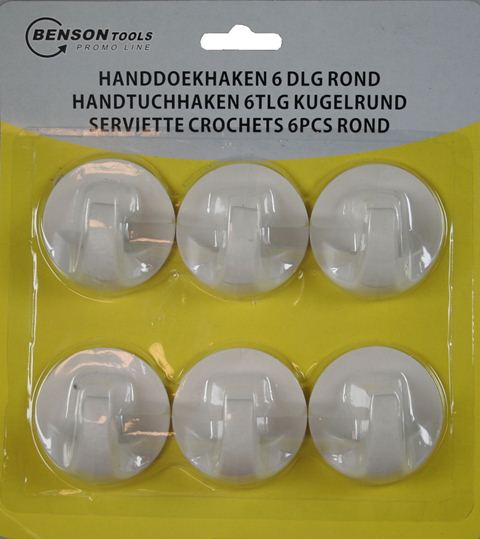 BENSON TOOLS
PROMO LINE
HANDDOEKHAKEN 6 DLG ROND
HANDTUCHHAKEN 6TLG KUGELRUND
SERVIETTE CROCHETS 6PCS ROND